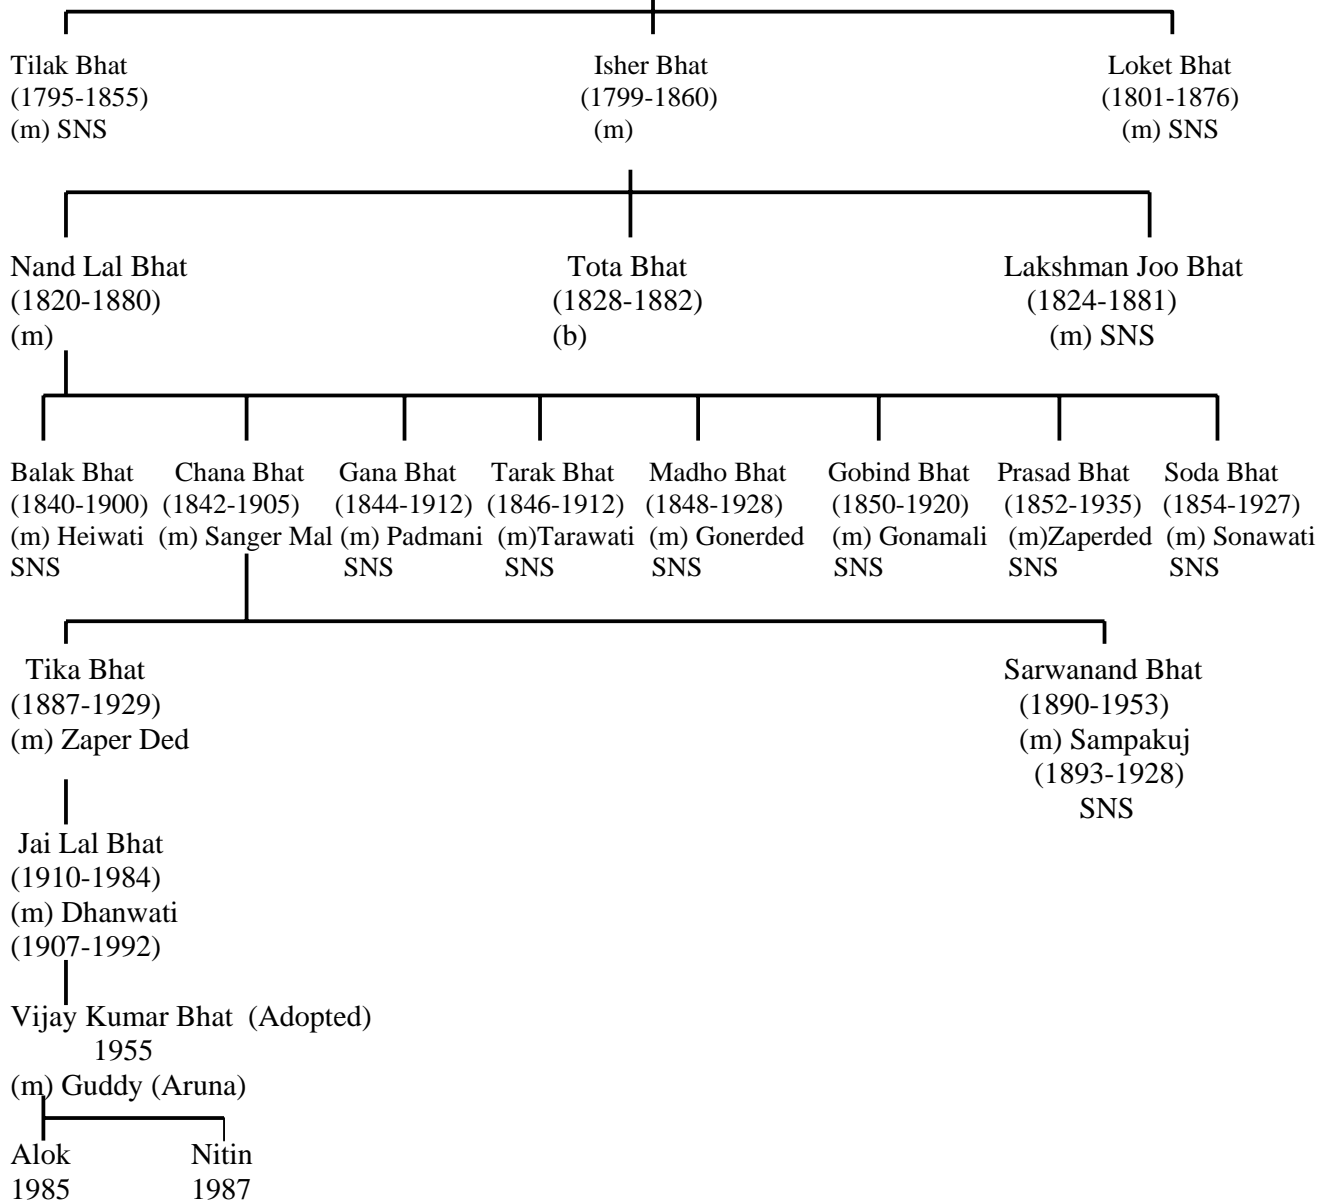 Tilak Bhat Isher Bhat Loket Bhat
(1795-1855) (1799-1860) (1801-1876)
(m) SNS (m) (m) SNS
Nand Lal Bhat Tota Bhat Lakshman Joo Bhat
(1820-1880) (1828-1882) (1824-1881)
(m) (b) (m) SNS
Balak Bhat Chana Bhat Gana Bhat Tarak Bhat Madho Bhat Gobind Bhat Prasad Bhat Soda Bhat
(1840-1900) (1842-1905) (1844-1912) (1846-1912) (1848-1928) (1850-1920) (1852-1935) (1854-1927)
(m) Heiwati (m) Sanger Mal (m) Padmani (m)Tarawati (m) Gonerded (m) Gonamali (m)Zaperded (m) Sonawati
SNS SNS SNS SNS SNS SNS SNS
Tika Bhat Sarwanand Bhat
(1887-1929) (1890-1953)
(m) Zaper Ded (m) Sampakuj
(1893-1928)
SNS
Jai Lal Bhat
(1910-1984)
(m) Dhanwati
(1907-1992)
Vijay Kumar Bhat (Adopted)
1955
(m) Guddy (Aruna)
Alok Nitin
1985 1987